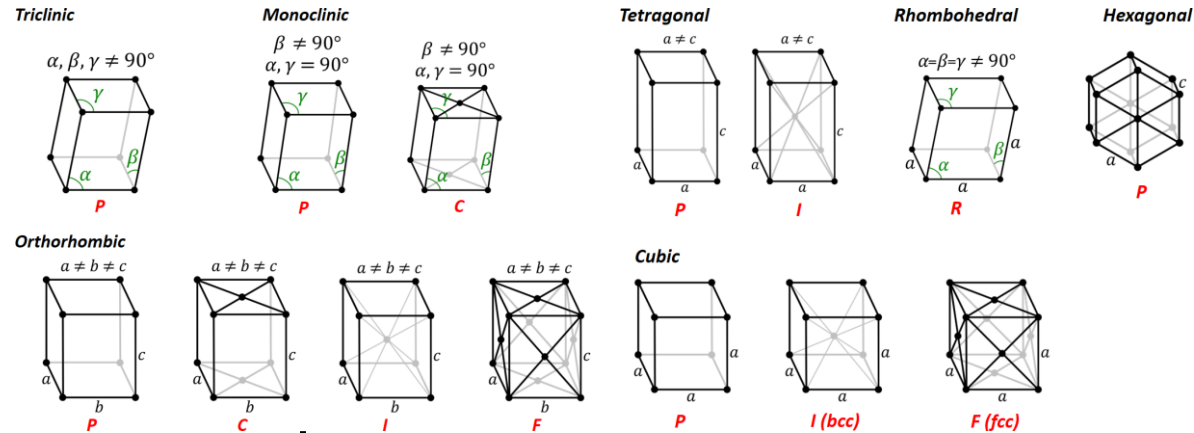 Triclinic
α, β, γ ≠ 90°
γ
β
α
P
Monoclinic
β ≠ 90°
α, γ = 90°
γ
β
α
P
β ≠ 90°
α, γ = 90°
γ
β
α
C
Tetragonal
a ≠ c
c
a
a
P
a ≠ c
c
a
a
I
Rhombohedral
α=β=γ ≠ 90°
γ
β
a
a
α
a
R
Hexagonal
c
a
P
Orthorhombic
a ≠ b ≠ c
c
a
b
P
a ≠ b ≠ c
c
a
b
C
a ≠ b ≠ c
c
a
b
I
a ≠ b ≠ c
c
a
b
F
Cubic
a
a
a
P
a
a
a
I (bcc)
a
a
a
F (fcc)